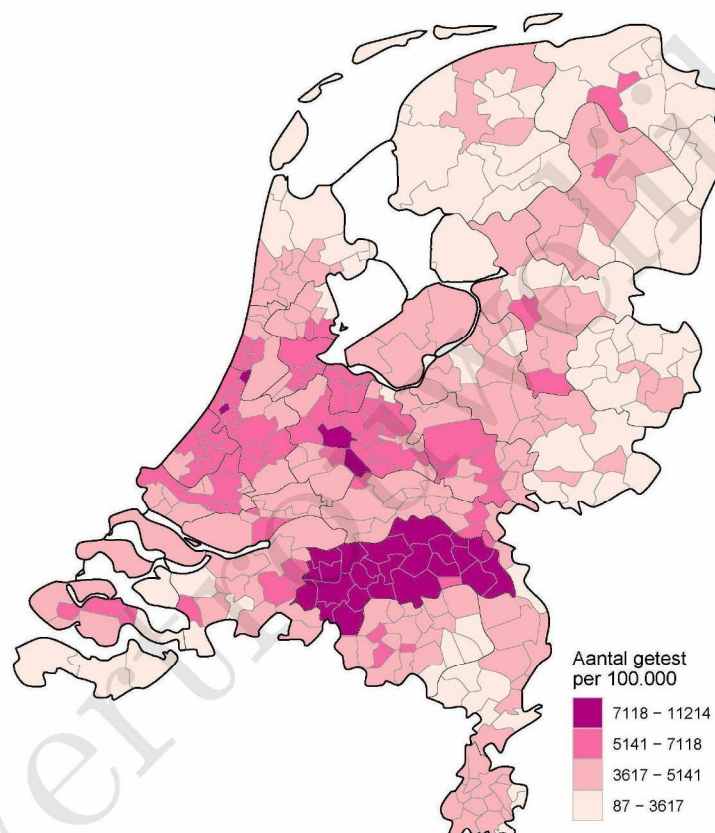 Aantal getest
per 100.000
7118 – 11214
5141 – 7118
3617 – 5141
87 – 3617